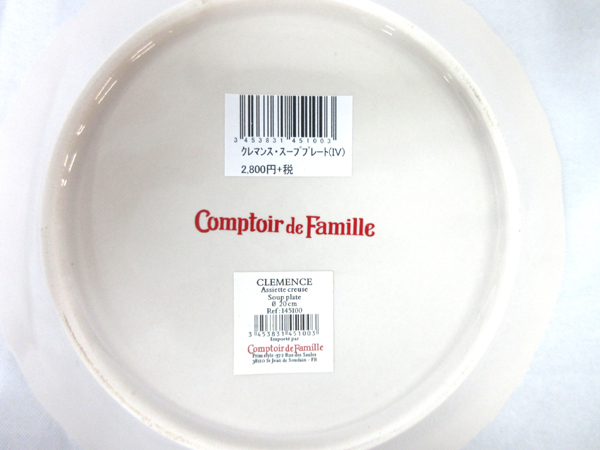 3 453831 451003
クレマンス・スーププレート(IV)
2,800円+税
Comptoir de Famille
CLEMENCE
Assiette creuse
Soup plate
Ø 20cm
Ref: 145100
3 453831 451003
Importé par
Comptoir de Famille